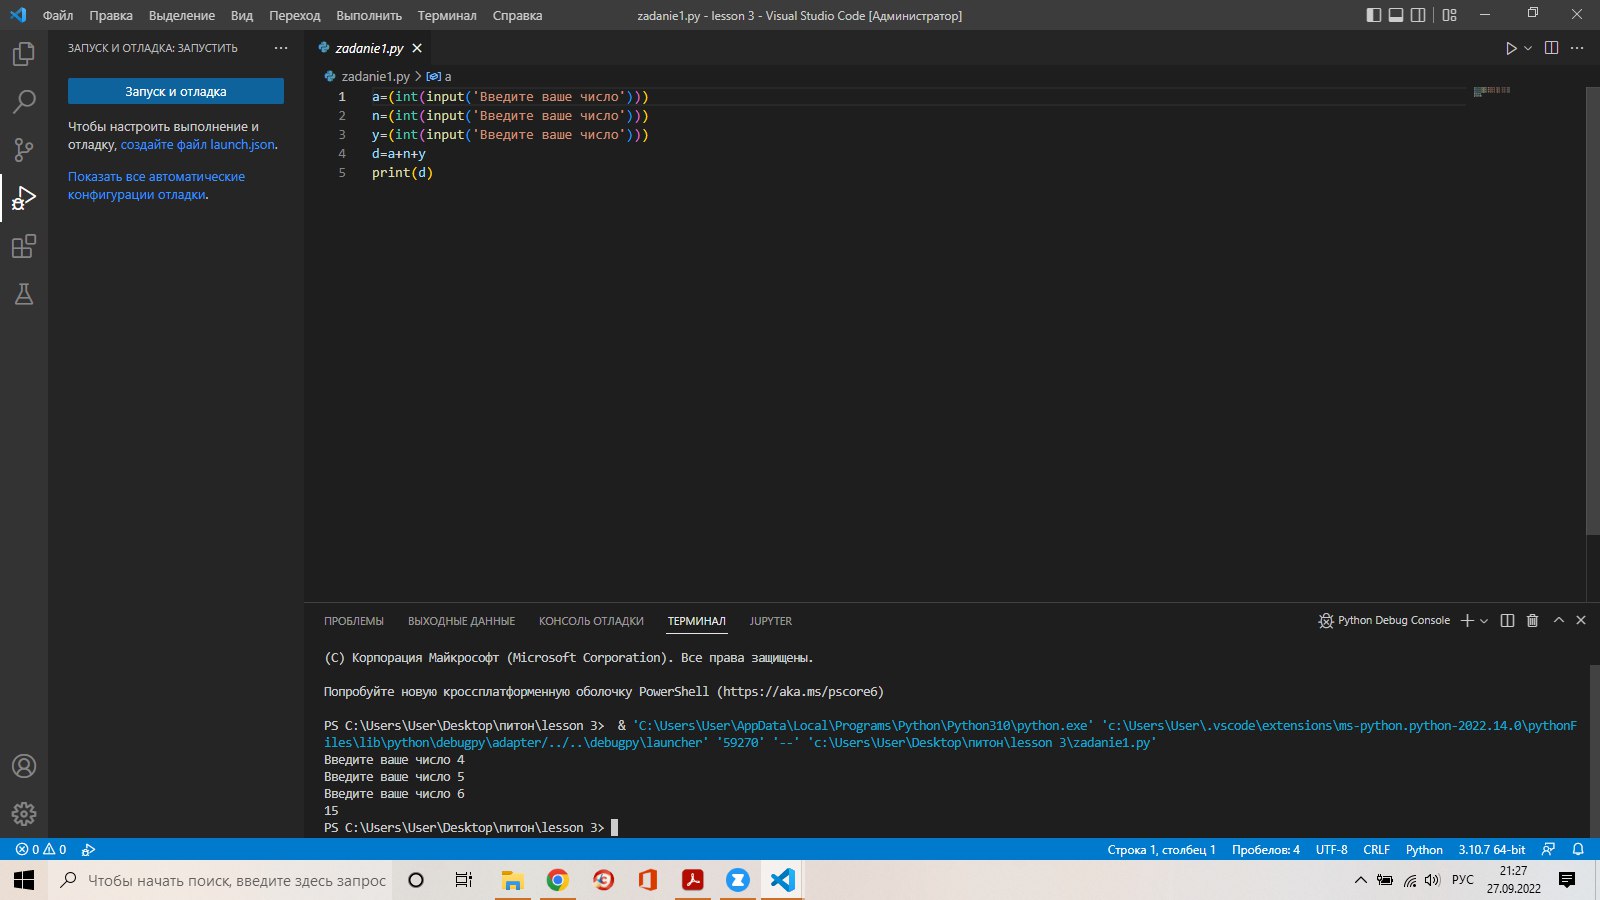 Файл Правка Выделение Вид Переход Выполнить Терминал Справка
zadanie1.py - lesson 3 - Visual Studio Code [Администратор]
ЗАПУСК И ОТЛАДКА: ЗАПУСТИТЬ ···
Запуск и отладка
Чтобы настроить выполнение и
отладку, создайте файл launch.json.
Показать все автоматические
конфигурации отладки.
zadanie1.py
zadanie1.py > a
1 a=(int(input('Введите ваше число')))
2 n=(int(input('Введите ваше число')))
3 y=(int(input('Введите ваше число')))
4 d=a+n+y
5 print(d)
ПРОБЛЕМЫ ВЫХОДНЫЕ ДАННЫЕ КОНСОЛЬ ОТЛАДКИ ТЕРМИНАЛ JUPYTER
Python Debug Console
(C) Корпорация Майкрософт (Microsoft Corporation). Все права защищены.
Попробуйте новую кроссплатформенную оболочку PowerShell (https://aka.ms/pscore6)
PS C:\Users\User\Desktop\питон\lesson 3>  & 'C:\Users\User\AppData\Local\Programs\Python\Python310\python.exe' 'c:\Users\User\.vscode\extensions\ms-python.python-2022.14.0\pythonF
iles\lib\python\debugpy\adapter/../..\debugpy\launcher' '59270' '--' 'c:\Users\User\Desktop\питон\lesson 3\zadanie1.py'
Введите ваше число 4
Введите ваше число 5
Введите ваше число 6
15
PS C:\Users\User\Desktop\питон\lesson 3>
0 0
Строка 1, столбец 1 Пробелов: 4 UTF-8 CRLF Python 3.10.7 64-bit
Чтобы начать поиск, введите здесь запрос
РУС
21:27
27.09.2022